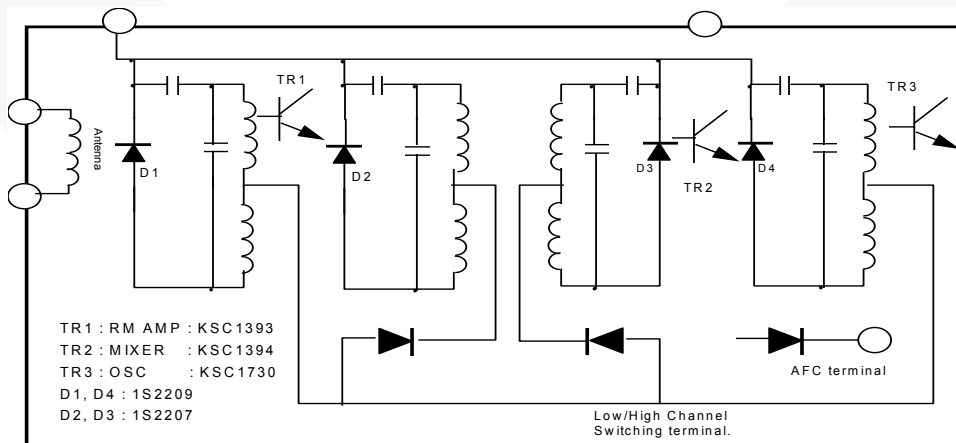 Antenna
TR1
TR3
D1
D2
D3
TR2
D4
TR1 : RM AMP : KSC1393
TR2 : MIXER : KSC1394
TR3 : OSC : KSC1730
D1, D4 : 1S2209
D2, D3 : 1S2207
AFC terminal
Low/High Channel
Switching terminal.